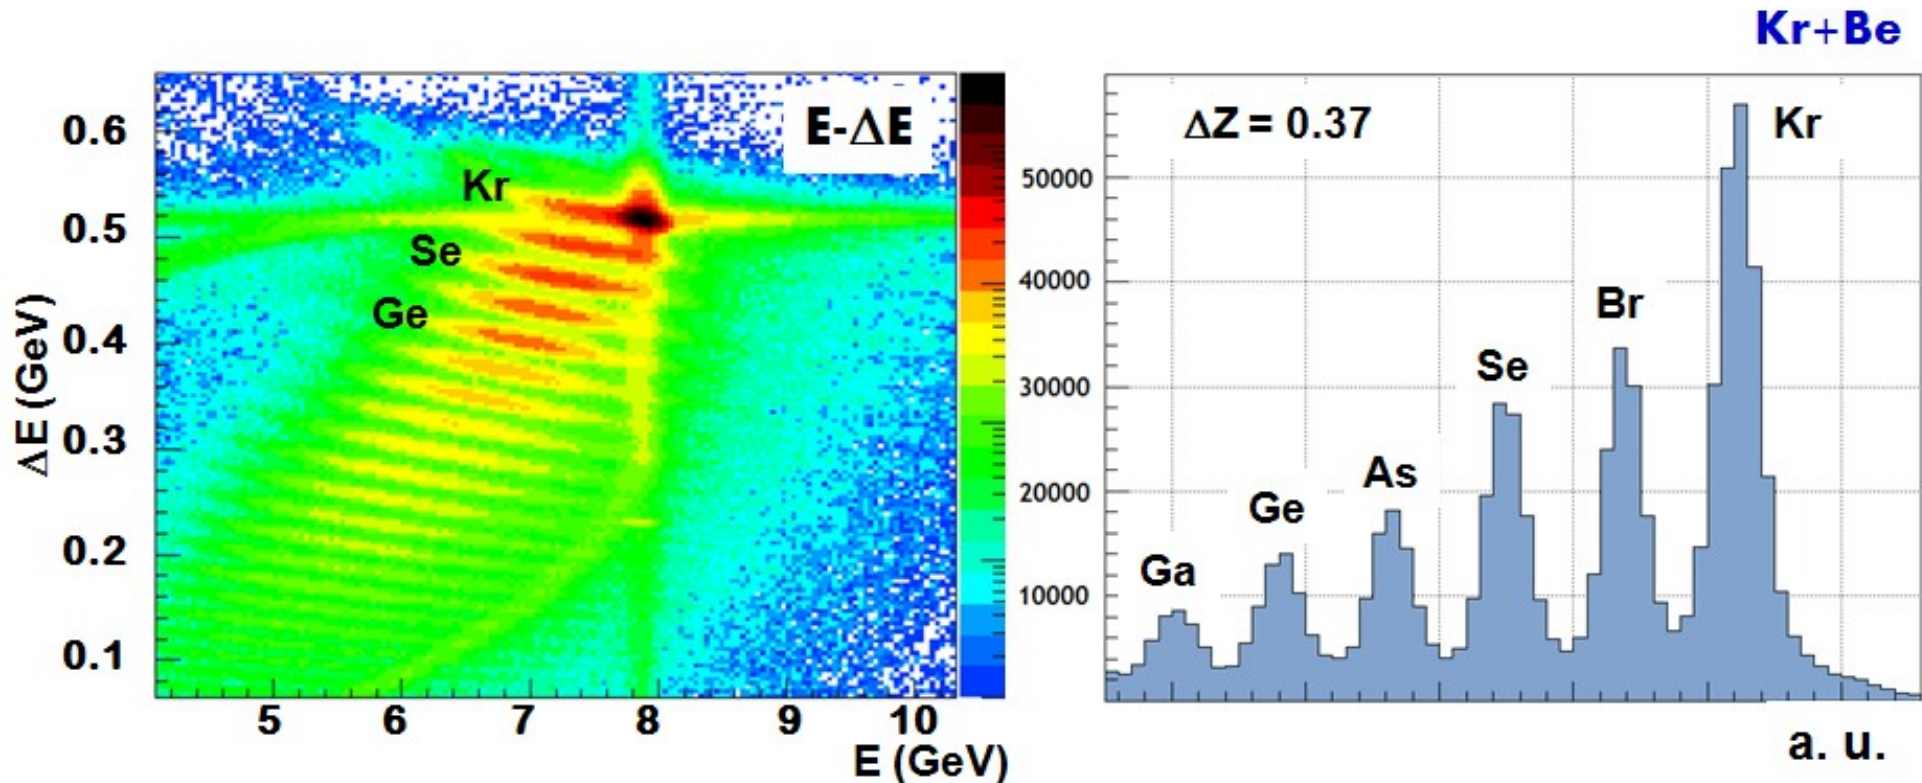 Kr+Be
E-ΔE
Kr
Se
Ge
0.6
0.5
0.4
0.3
0.2
0.1
ΔE (GeV)
5 6 7 8 9 10
E (GeV)
ΔZ = 0.37
Kr
Br
Se
As
Ge
Ga
50000
40000
30000
20000
10000
a. u.